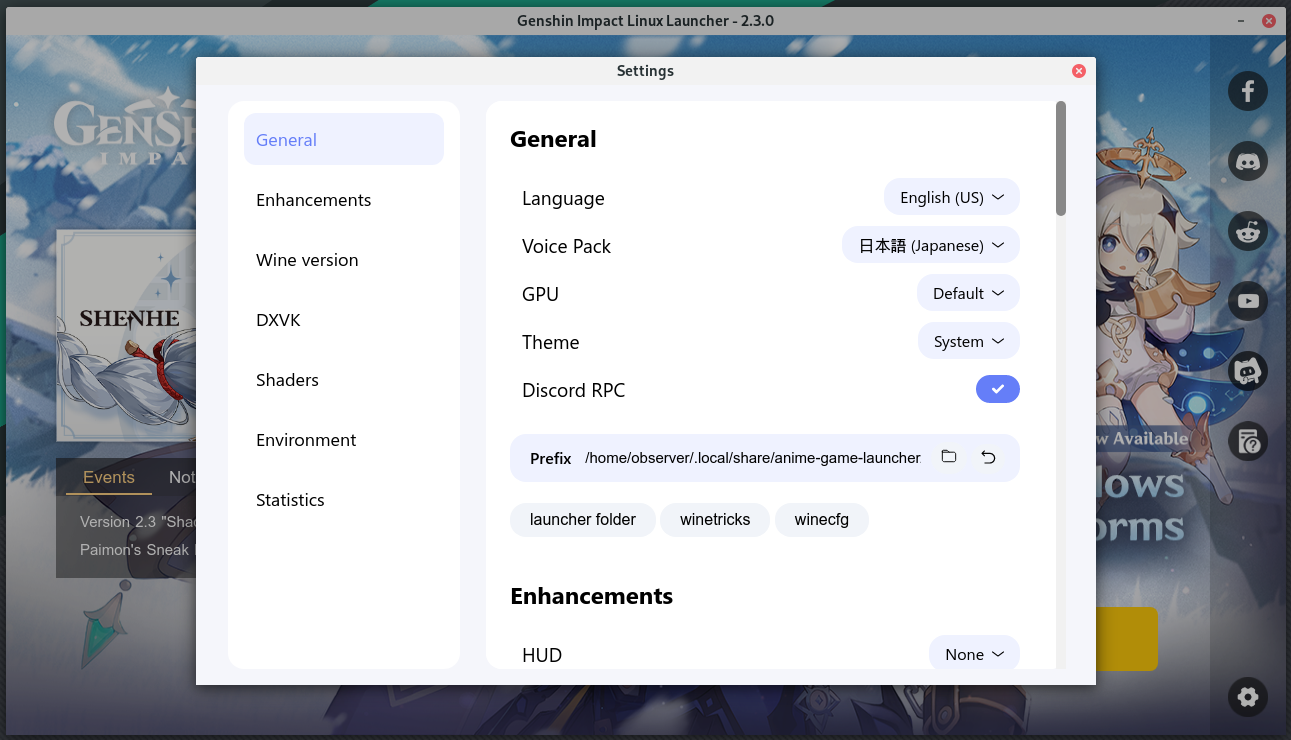 Genshin Impact Linux Launcher - 2.3.0
Settings
GENSH
IMPA
SHENHE
Events Not
Version 2.3 "Shad
Paimon's Sneak
General
Enhancements
Wine version
DXVK
Shaders
Environment
Statistics
General
Language English (US)
Voice Pack 日本語 (Japanese)
GPU Default
Theme System
Discord RPC
Prefix /home/observer/.local/share/anime-game-launcher
launcher folder winetricks winecfg
Enhancements
HUD None
w Available
lows
orms